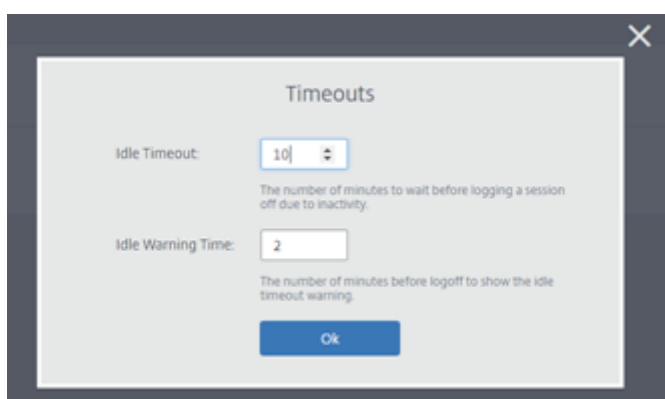 Timeouts
Idle Timeout:
10
The number of minutes to wait before logging a session
off due to inactivity.
Idle Warning Time:
2
The number of minutes before logoff to show the idle
timeout warning.
Ok